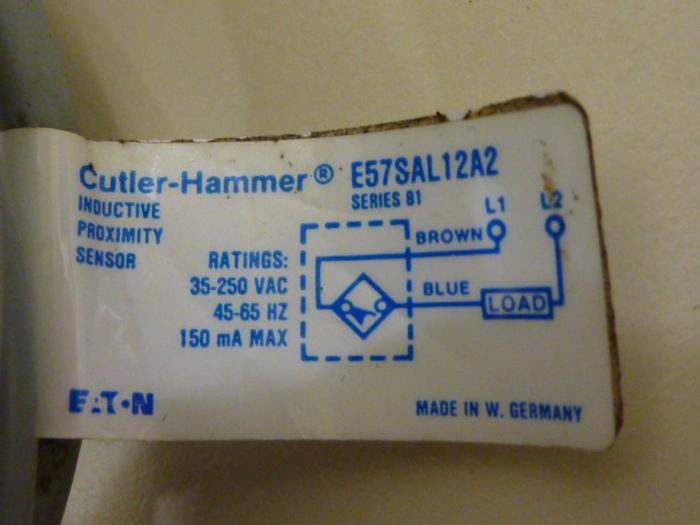 Cutler-Hammer® E57SAL12A2
SERIES B1
INDUCTIVE
PROXIMITY
SENSOR
RATINGS:
35-250 VAC
45-65 HZ
150 mA MAX
L1 L2
BROWN
BLUE
LOAD
EATON
MADE IN W. GERMANY